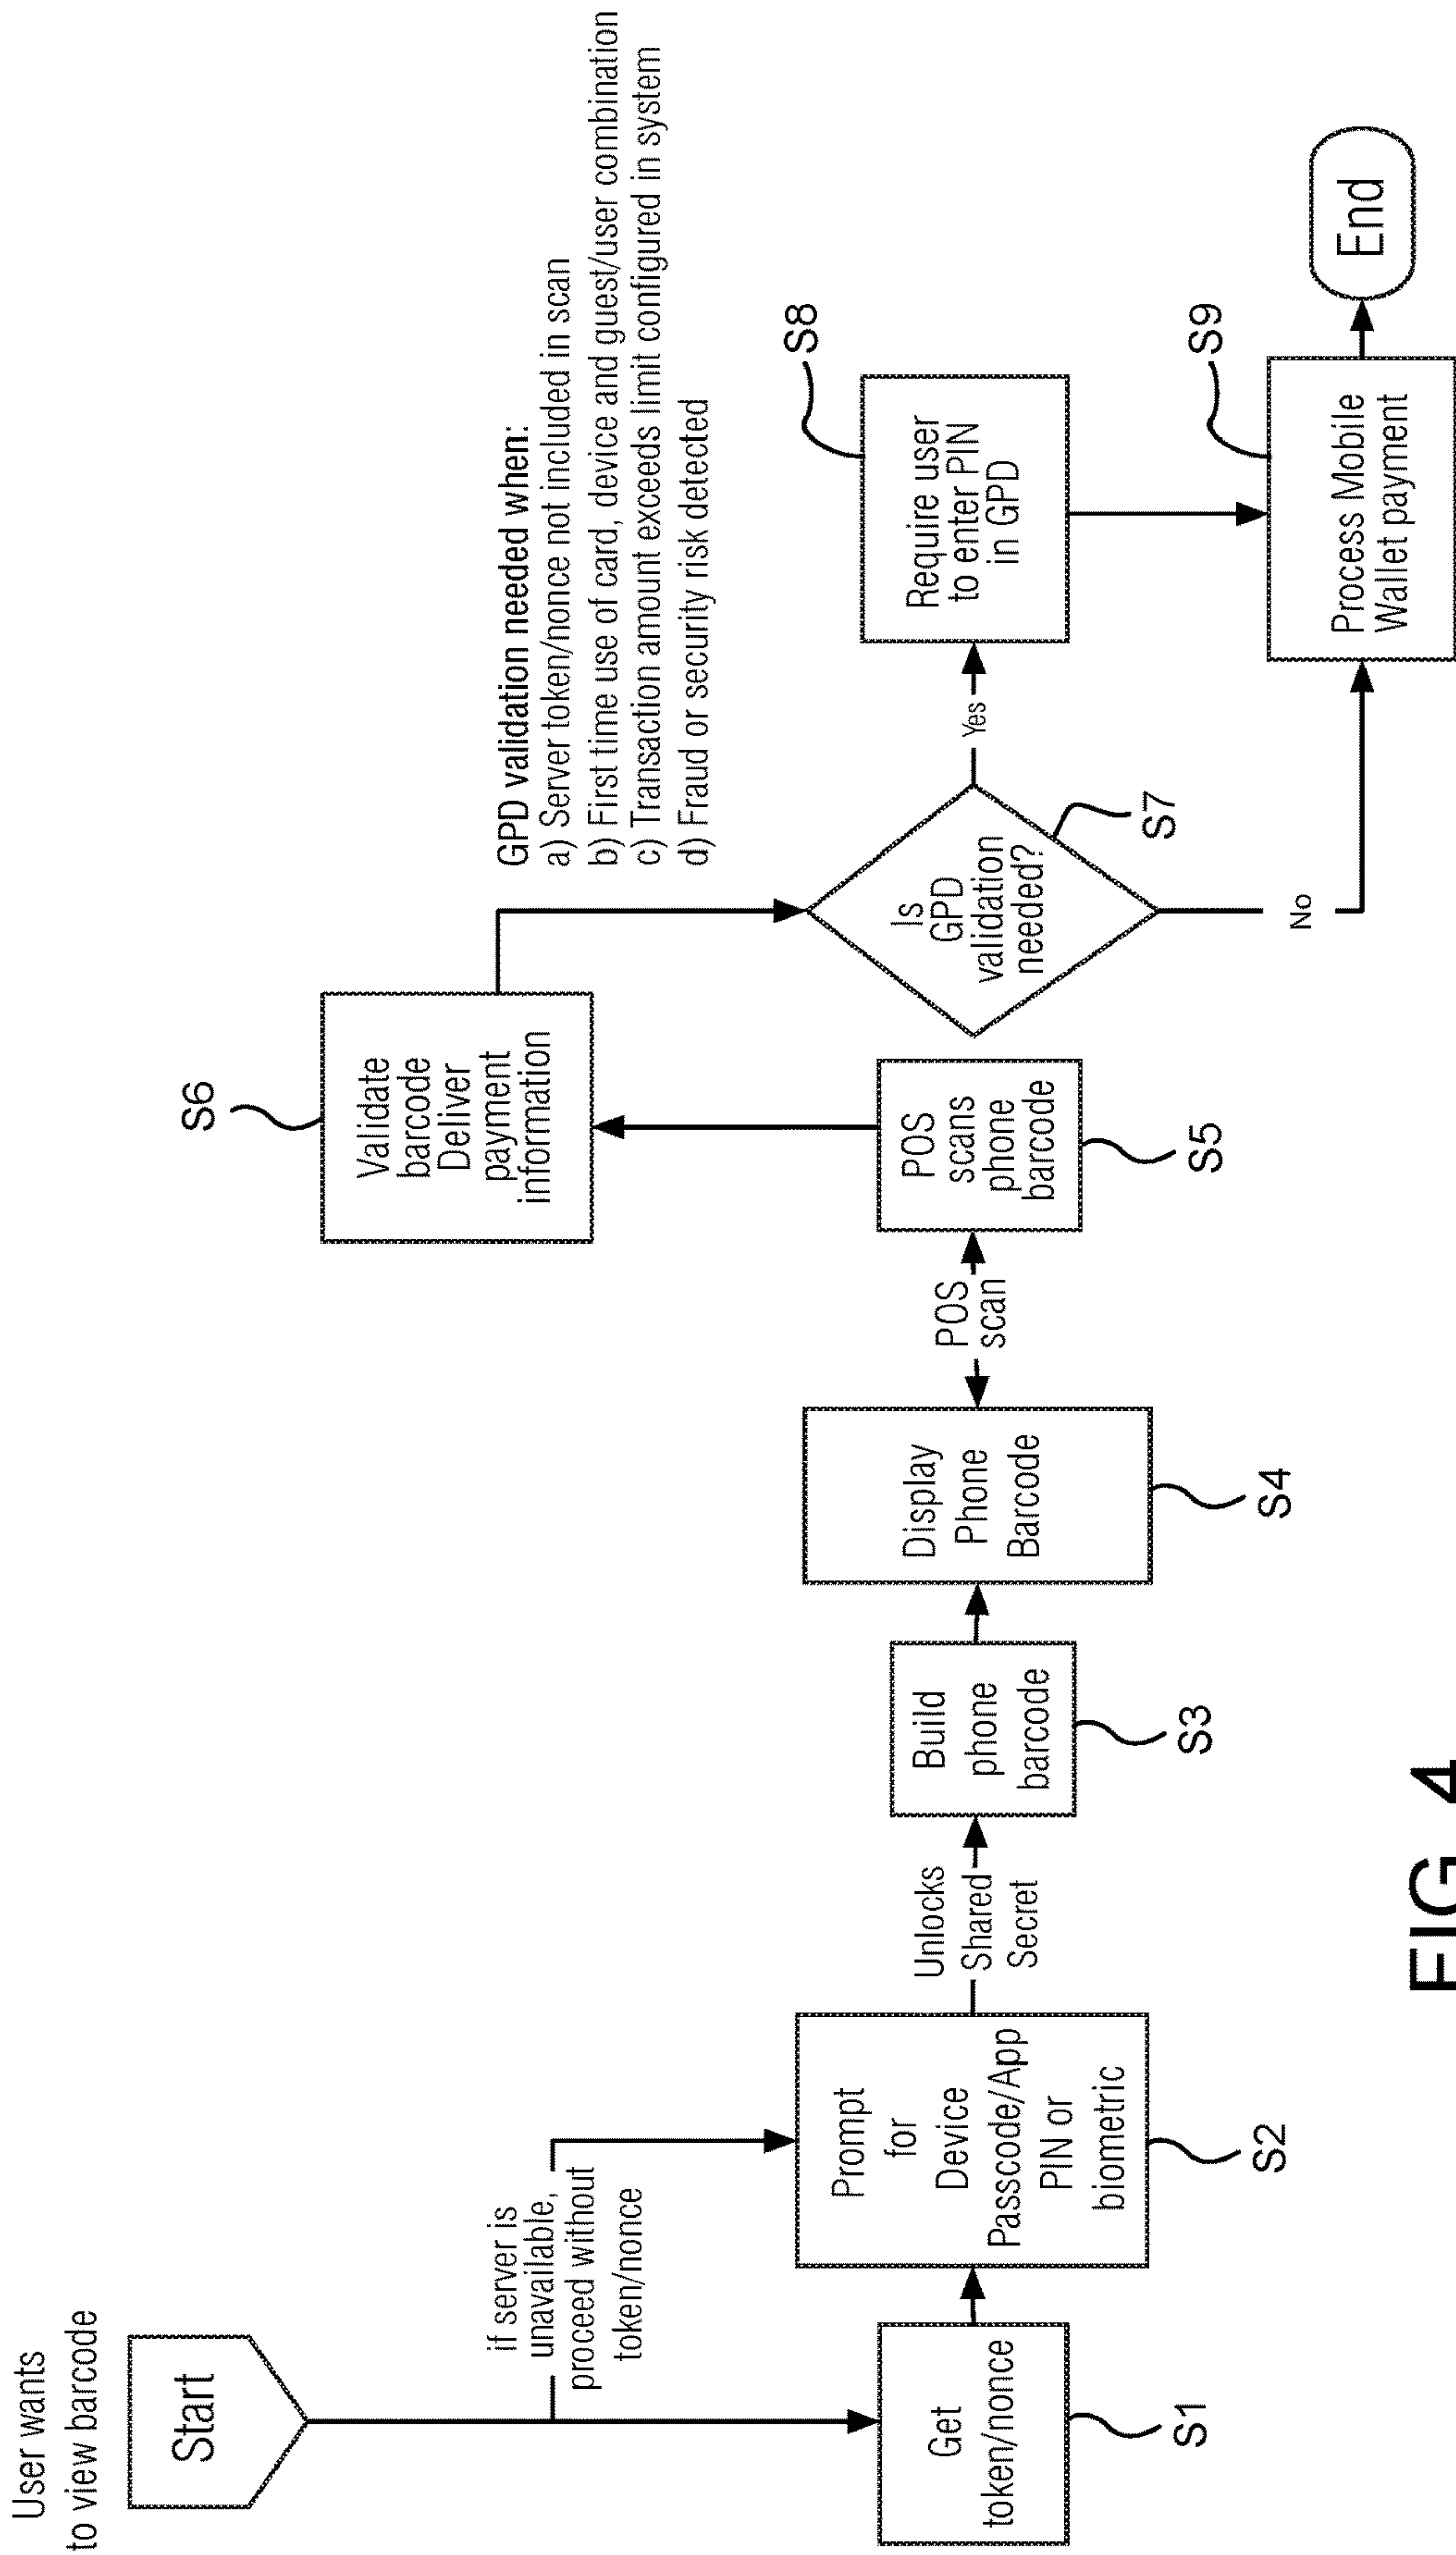 User wants
to view barcode
Start
if server is
unavailable,
proceed without
token/nonce
Get
token/nonce
S1
Prompt
for
Device
Passcode/App
PIN or
biometric
S2
Unlocks
Shared
Secret
Build
phone
barcode
S3
Display
Phone
Barcode
S4
POS
scan
POS
scans
phone
barcode
S5
S6
Validate
barcode
Deliver
payment
information
GPD validation needed when:
a) Server token/nonce not included in scan
b) First time use of card, device and guest/user combination
c) Transaction amount exceeds limit configured in system
d) Fraud or security risk detected
Is
GPD
validation
needed?
S7
Yes
No
S8
Require user
to enter PIN
in GPD
S9
Process Mobile
Wallet payment
End
FIG. 4